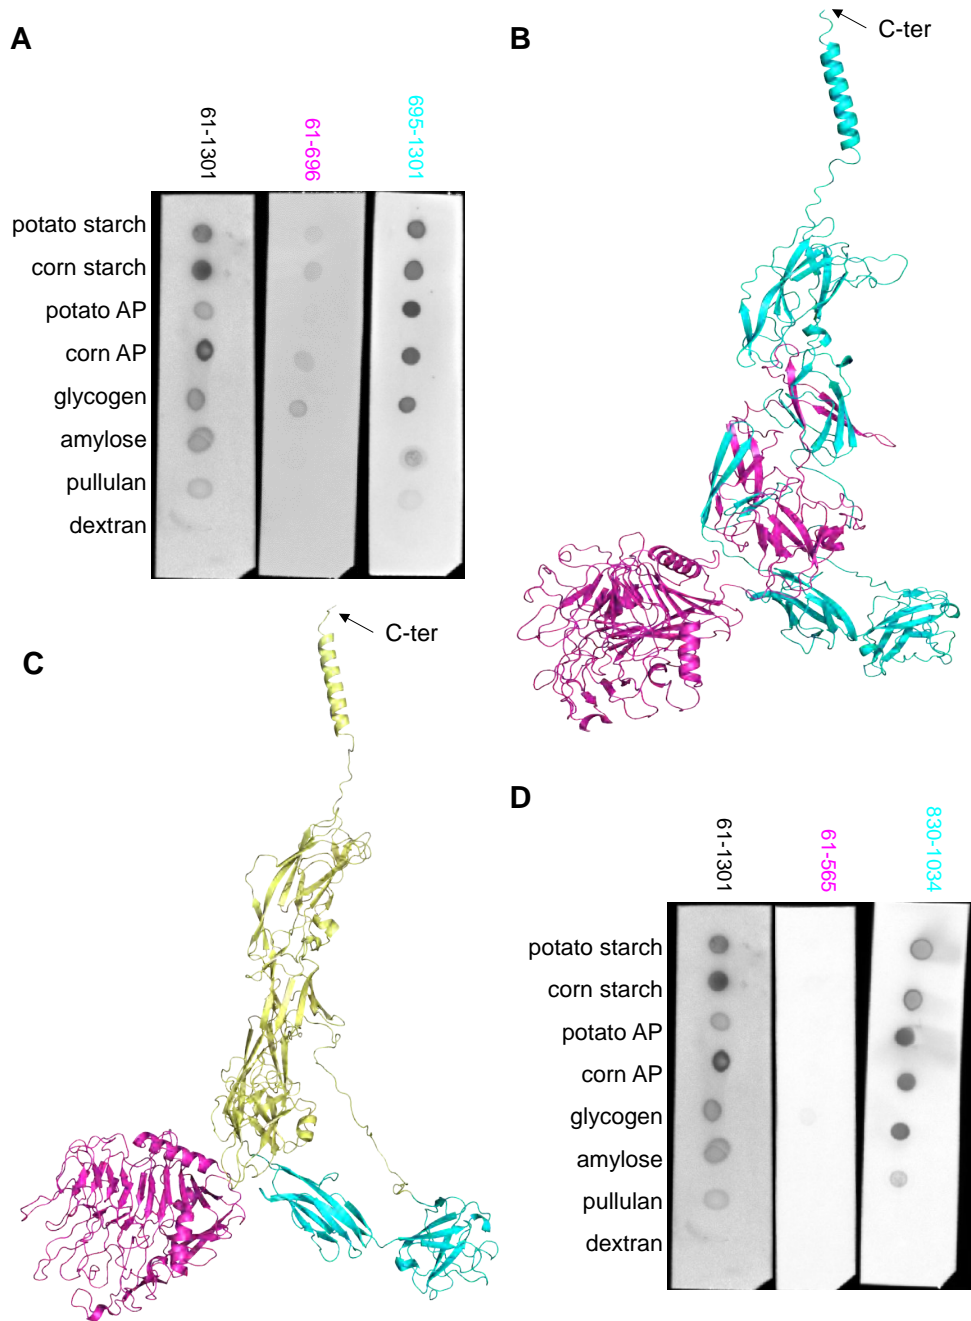 A
61-1301
61-696
695-1301
potato starch
corn starch
potato AP
corn AP
glycogen
amylose
pullulan
dextran
B
C-ter
C
C-ter
D
61-1301
61-565
830-1034
potato starch
corn starch
potato AP
corn AP
glycogen
amylose
pullulan
dextran